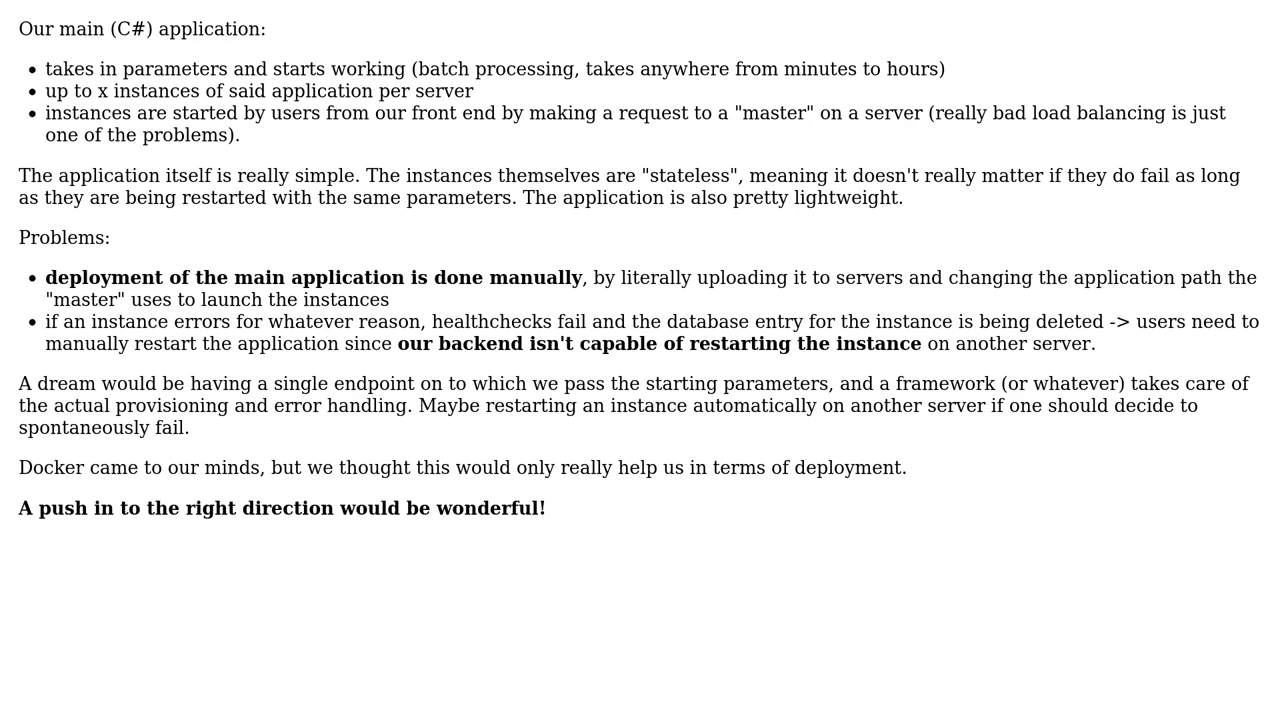 Our main (C#) application:
• takes in parameters and starts working (batch processing, takes anywhere from minutes to hours)
• up to x instances of said application per server
• instances are started by users from our front end by making a request to a "master" on a server (really bad load balancing is just
one of the problems).
The application itself is really simple. The instances themselves are "stateless", meaning it doesn't really matter if they do fail as long
as they are being restarted with the same parameters. The application is also pretty lightweight.
Problems:
• deployment of the main application is done manually, by literally uploading it to servers and changing the application path the
"master" uses to launch the instances
• if an instance errors for whatever reason, healthchecks fail and the database entry for the instance is being deleted -> users need to
manually restart the application since our backend isn't capable of restarting the instance on another server.
A dream would be having a single endpoint on to which we pass the starting parameters, and a framework (or whatever) takes care of
the actual provisioning and error handling. Maybe restarting an instance automatically on another server if one should decide to
spontaneously fail.
Docker came to our minds, but we thought this would only really help us in terms of deployment.
A push in to the right direction would be wonderful!